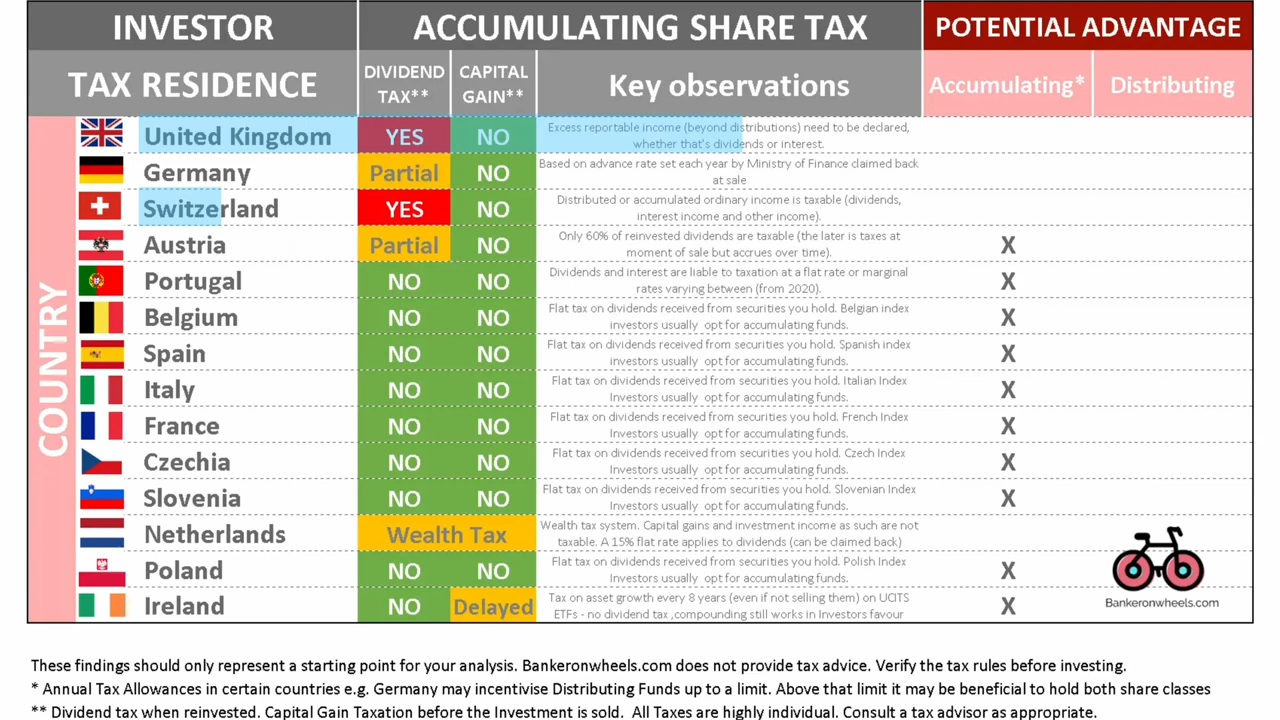 INVESTOR ACCUMULATING SHARE TAX POTENTIAL ADVANTAGE
TAX RESIDENCE DIVIDEND TAX** CAPITAL GAIN** Key observations Accumulating* Distributing
COUNTRY
United Kingdom YES NO Excess reportable income (beyond distributions) need to be declared,
whether that's dividends or interest.
Germany Partial NO Based on advance rate set each year by Ministry of Finance claimed back
at sale
Switzerland YES NO Distributed or accumulated ordinary income is taxable (dividends,
interest income and other income).
Austria Partial NO Only 60% of reinvested dividends are taxable (the later is taxes at X
moment of sale but accrues over time).
Portugal NO NO Dividends and interest are liable to taxation at a flat rate or marginal X
rates varying between (from 2020).
Belgium NO NO Flat tax on dividends received from securities you hold. Belgian index X
investors usually opt for accumulating funds.
Spain NO NO Flat tax on dividends received from securities you hold. Spanish index X
investors usually opt for accumulating funds.
Italy NO NO Flat tax on dividends received from securities you hold. Italian Index X
Investors usually opt for accumulating funds.
France NO NO Flat tax on dividends received from securities you hold. French Index X
Investors usually opt for accumulating funds.
Czechia NO NO Flat tax on dividends received from securities you hold. Czech Index X
Investors usually opt for accumulating funds.
Slovenia NO NO Flat tax on dividends received from securities you hold. Slovenian Index X
Investors usually opt for accumulating funds.
Netherlands Wealth Tax Wealth tax system. Capital gains and investment income as such are not
taxable. A 15% flat rate applies to dividends (can be claimed back)
Poland NO NO Flat tax on dividends received from securities you hold. Polish Index X
Investors usually opt for accumulating funds.
Ireland NO Delayed Tax on asset growth every 8 years (even if not selling them) on UCITS X
ETFs - no dividend tax ,compounding still works in Investors favour
Bankeronwheels.com
These findings should only represent a starting point for your analysis. Bankeronwheels.com does not provide tax advice. Verify the tax rules before investing.
* Annual Tax Allowances in certain countries e.g. Germany may incentivise Distributing Funds up to a limit. Above that limit it may be beneficial to hold both share classes
** Dividend tax when reinvested. Capital Gain Taxation before the Investment is sold. All Taxes are highly individual. Consult a tax advisor as appropriate.